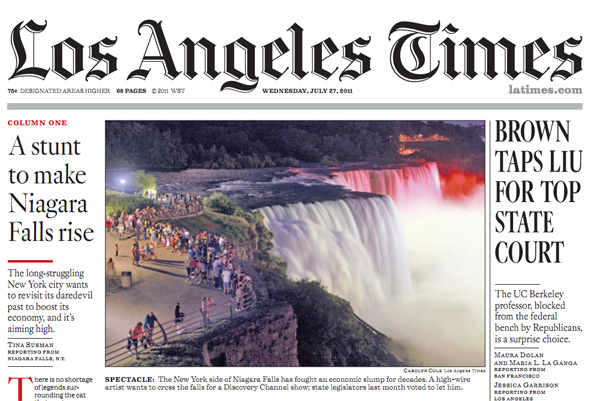 Los Angeles Times
75¢ DESIGNATED AREAS HIGHER 68 PAGES © 2011 WST WEDNESDAY, JULY 27, 2011 latimes.com
COLUMN ONE
A stunt
to make
Niagara
Falls rise
The long-struggling
New York city wants
to revisit its daredevil
past to boost its
economy, and it's
aiming high.
TINA SUSMAN
REPORTING FROM
NIAGARA FALLS, N.Y.
There is no shortage
of legends sur-
rounding the cat
CAROLYN COLE Los Angeles Times
SPECTACLE: The New York side of Niagara Falls has fought an economic slump for decades. A high-wire
artist wants to cross the falls for a Discovery Channel show; state legislators last month voted to let him.
BROWN
TAPS LIU
FOR TOP
STATE
COURT
The UC Berkeley
professor, blocked
from the federal
bench by Republicans,
is a surprise choice.
MAURA DOLAN
AND MARIA L. LA GANGA
REPORTING FROM
SAN FRANCISCO
JESSICA GARRISON
REPORTING FROM
LOS ANGELES